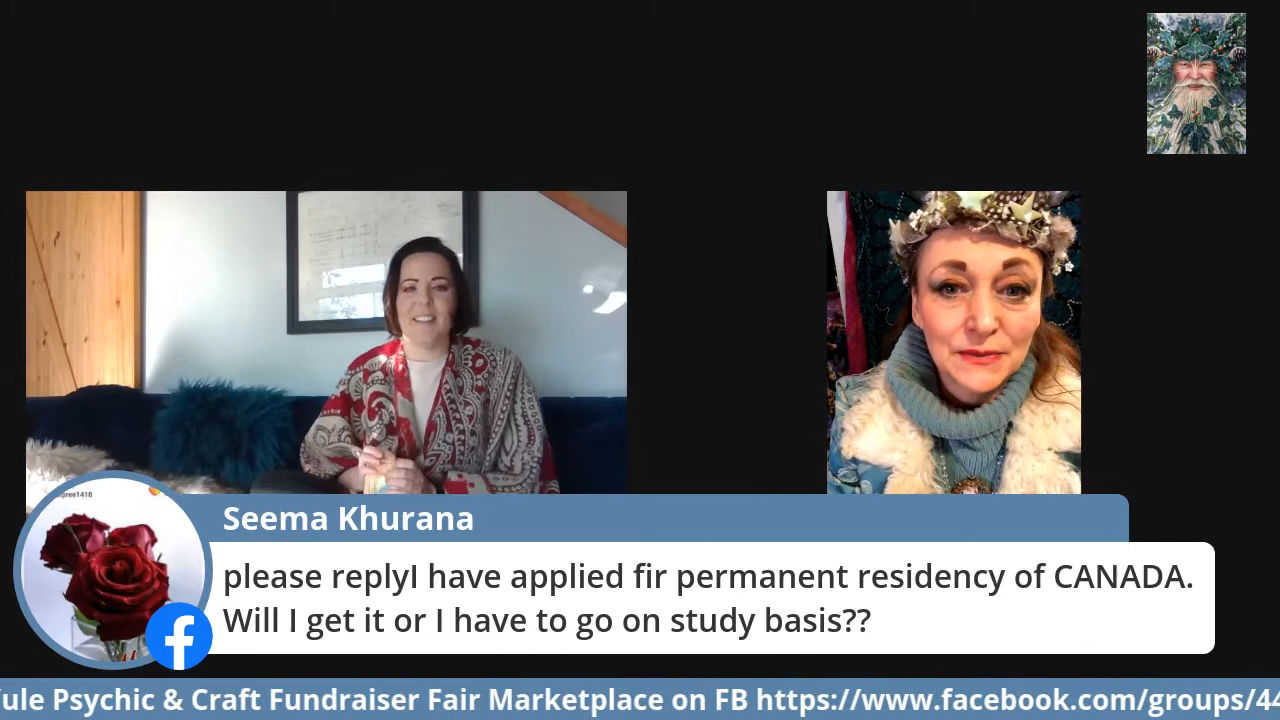 pree1418
Seema Khurana
please replyI have applied fir permanent residency of CANADA.
Will I get it or I have to go on study basis??
ule Psychic & Craft Fundraiser Fair Marketplace on FB https://www.facebook.com/groups/44